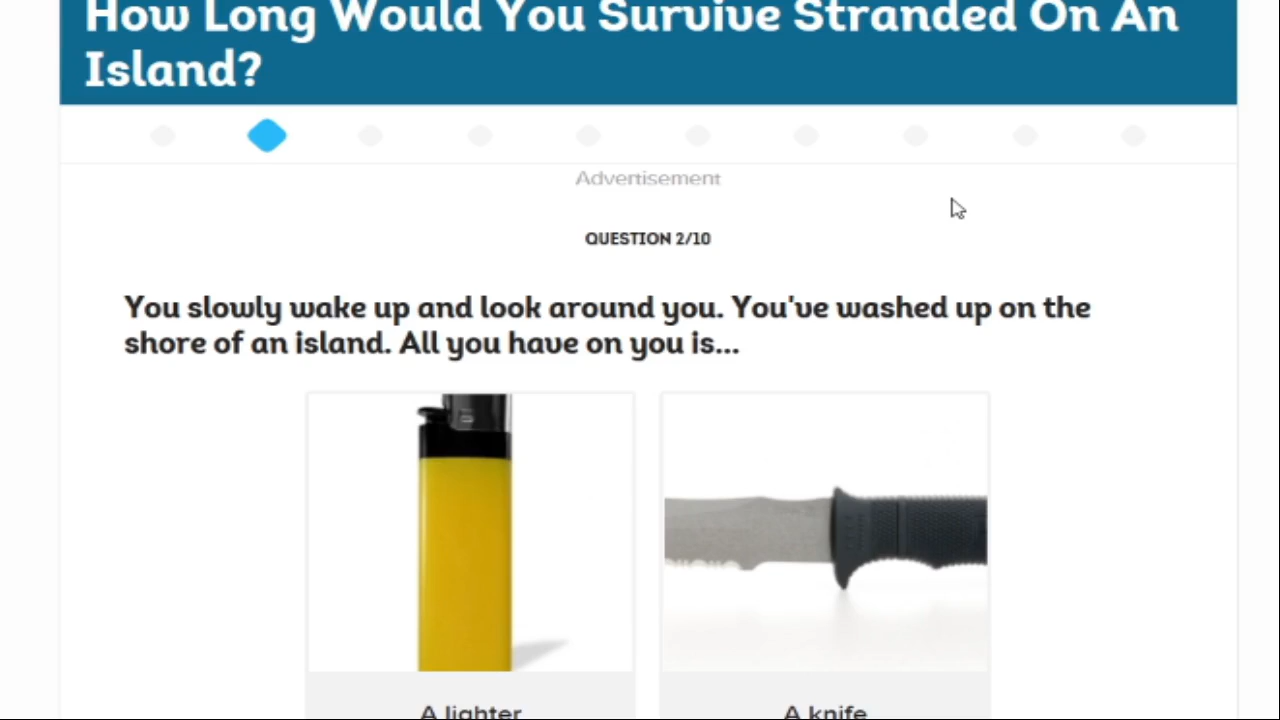 How Long Would You Survive Stranded On An
Island?
Advertisement
QUESTION 2/10
You slowly wake up and look around you. You've washed up on the
shore of an island. All you have on you is...
A lighter
A knife